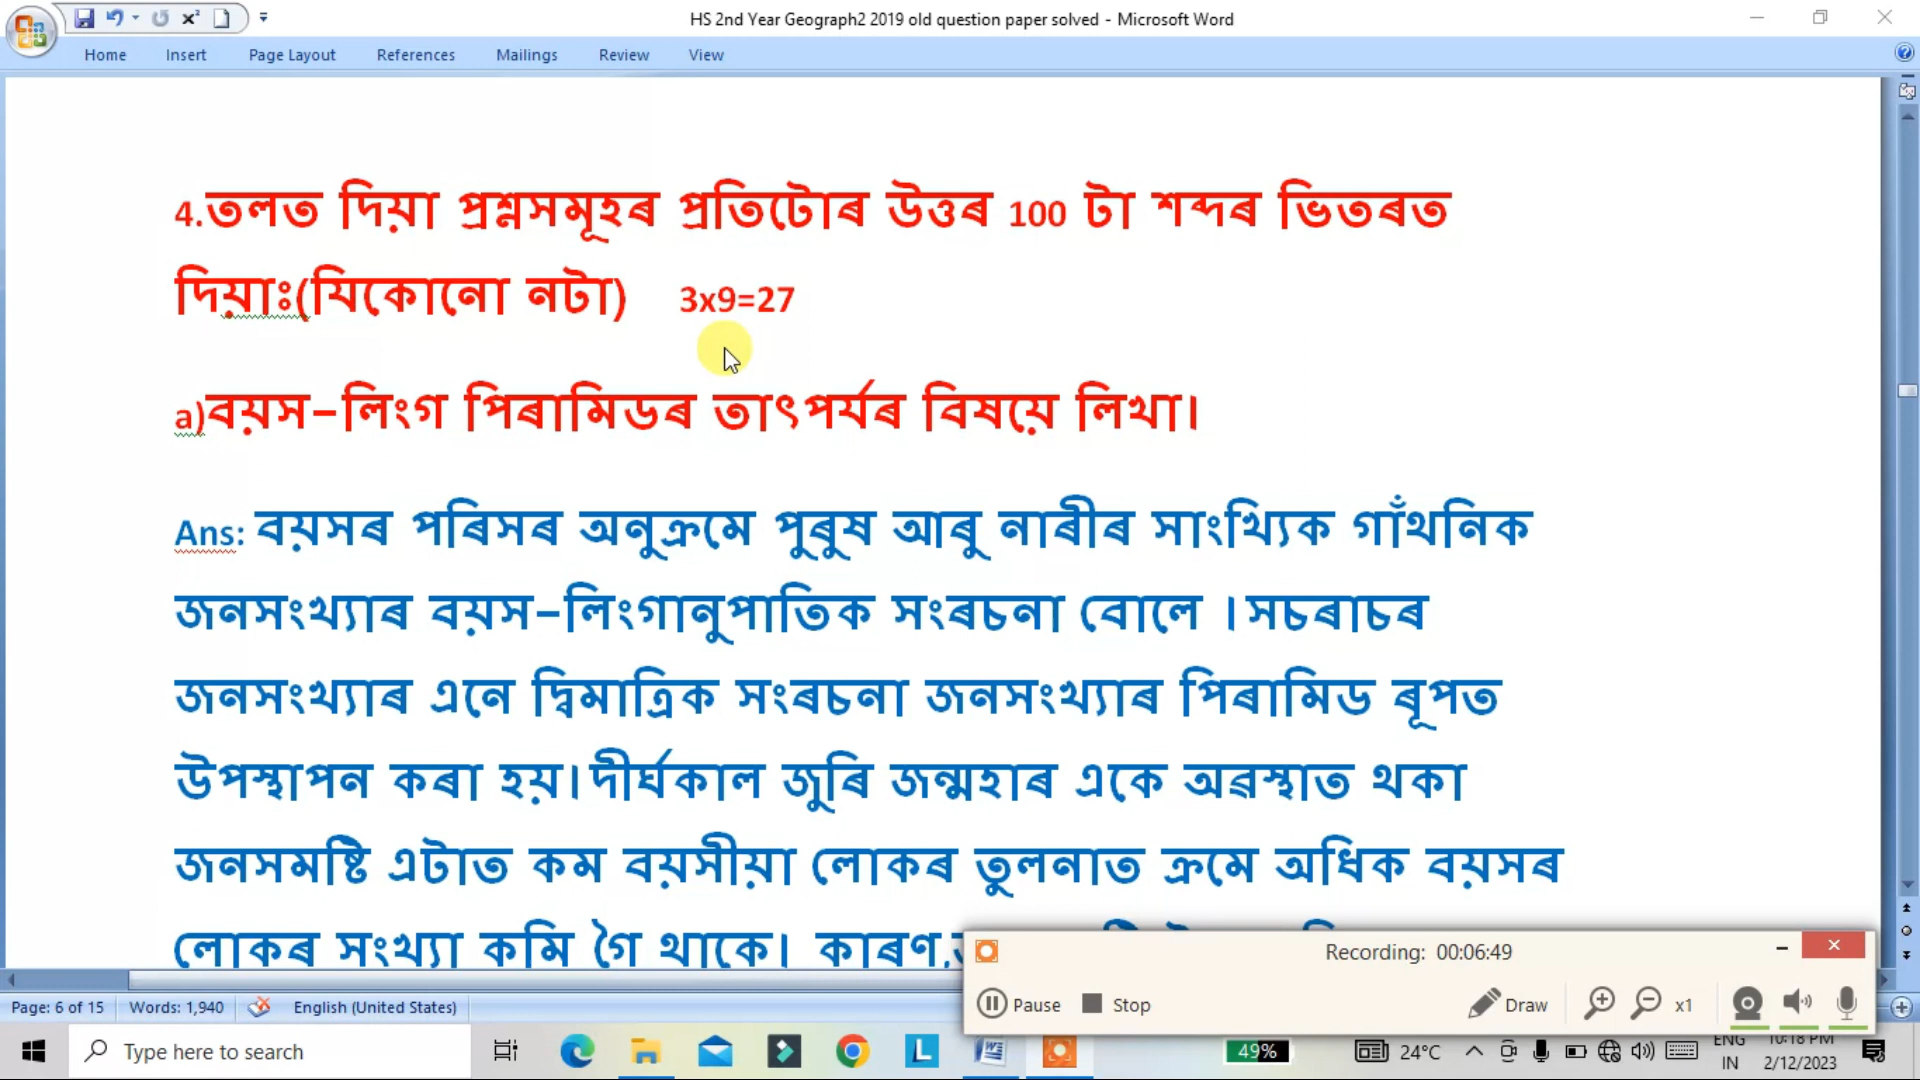 HS 2nd Year Geograph2 2019 old question paper solved - Microsoft Word
Home Insert Page Layout References Mailings Review View
4.তলত দিয়া প্ৰশ্নসমূহৰ প্ৰতিটোৰ উত্তৰ 100 টা শব্দৰ ভিতৰত
দিয়াঃ(যিকোনো নটা) 3x9=27
a)বয়স–লিংগ পিৰামিডৰ তাৎপৰ্যৰ বিষয়ে লিখা।
Ans: বয়সৰ পৰিসৰ অনুক্ৰমে পুৰুষ আৰু নাৰীৰ সাংখ্যিক গাঁথনিক
জনসংখ্যাৰ বয়স–লিংগানুপাতিক সংৰচনা বোলে ।সচৰাচৰ
জনসংখ্যাৰ এনে দ্বিমাত্ৰিক সংৰচনা জনসংখ্যাৰ পিৰামিড ৰূপত
উপস্থাপন কৰা হয়।দীৰ্ঘকাল জুৰি জন্মহাৰ একে অৱস্থাত থকা
জনসমষ্টি এটাত কম বয়সীয়া লোকৰ তুলনাত ক্ৰমে অধিক বয়সৰ
লোকৰ সংখ্যা কমি গৈ থাকে। কাৰণ,
Recording: 00:06:49
Pause Stop Draw x1
Page: 6 of 15 Words: 1,940 English (United States)
Type here to search L 49% 24°C ENG 10:18 PM
IN 2/12/2023